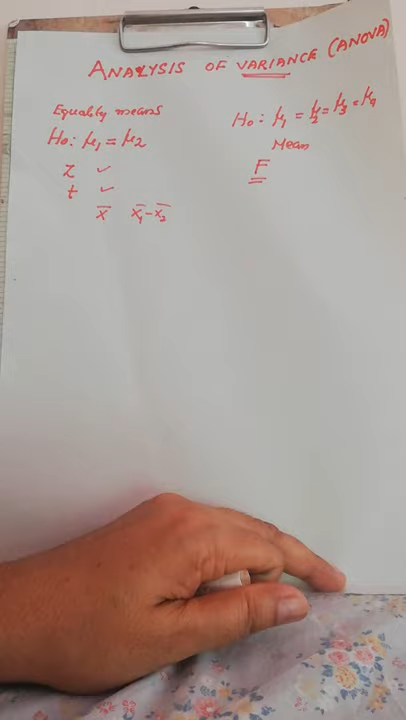 ANALYSIS OF VARIANCE (ANOVA)
Equality means
H₀: μ₁ = μ₂
Z ✓
t ✓
x̄ x̄₁-x̄₂
H₀: μ₁ = μ₂ = μ₃ = μ₄
Mean
F